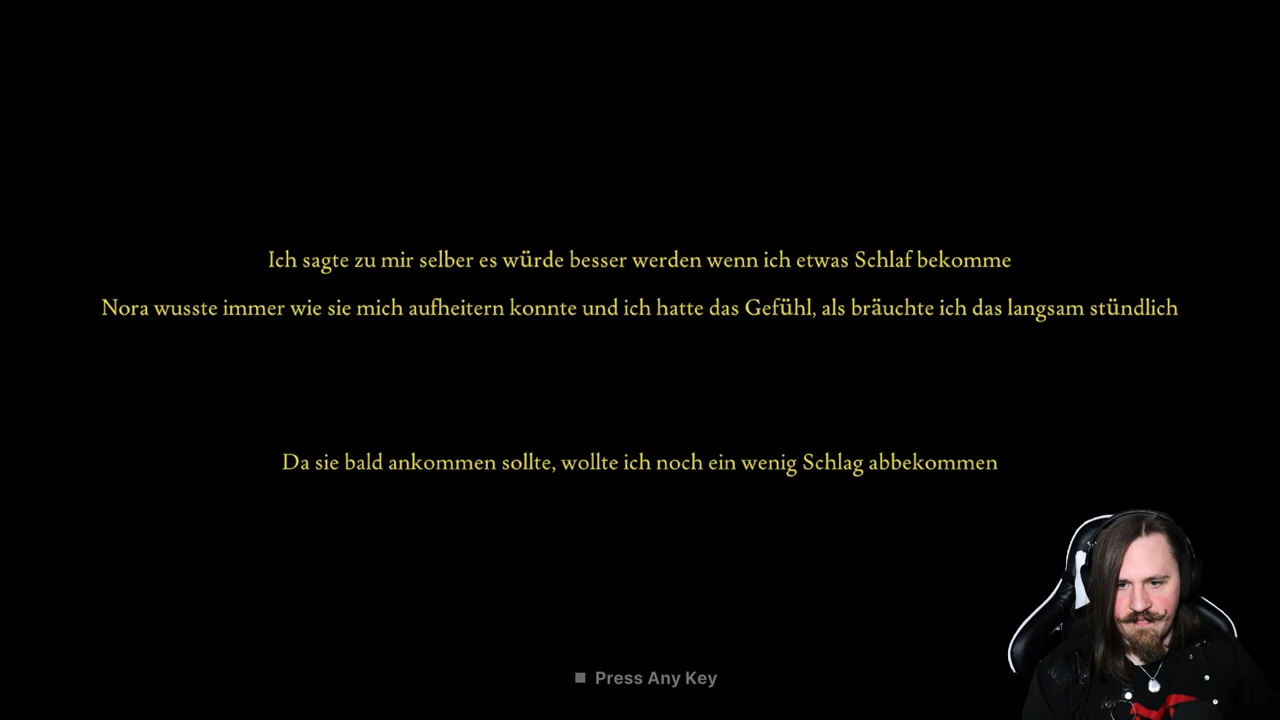 Ich sagte zu mir selber es würde besser werden wenn ich etwas Schlaf bekomme
Nora wusste immer wie sie mich aufheitern konnte und ich hatte das Gefühl, als bräuchte ich das langsam stündlich
Da sie bald ankommen sollte, wollte ich noch ein wenig Schlag abbekommen
Press Any Key